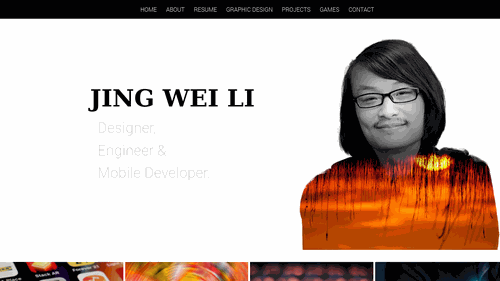 HOME ABOUT RESUME GRAPHIC DESIGN PROJECTS GAMES CONTACT
JING WEI LI
Designer,
Engineer &
Mobile Developer.